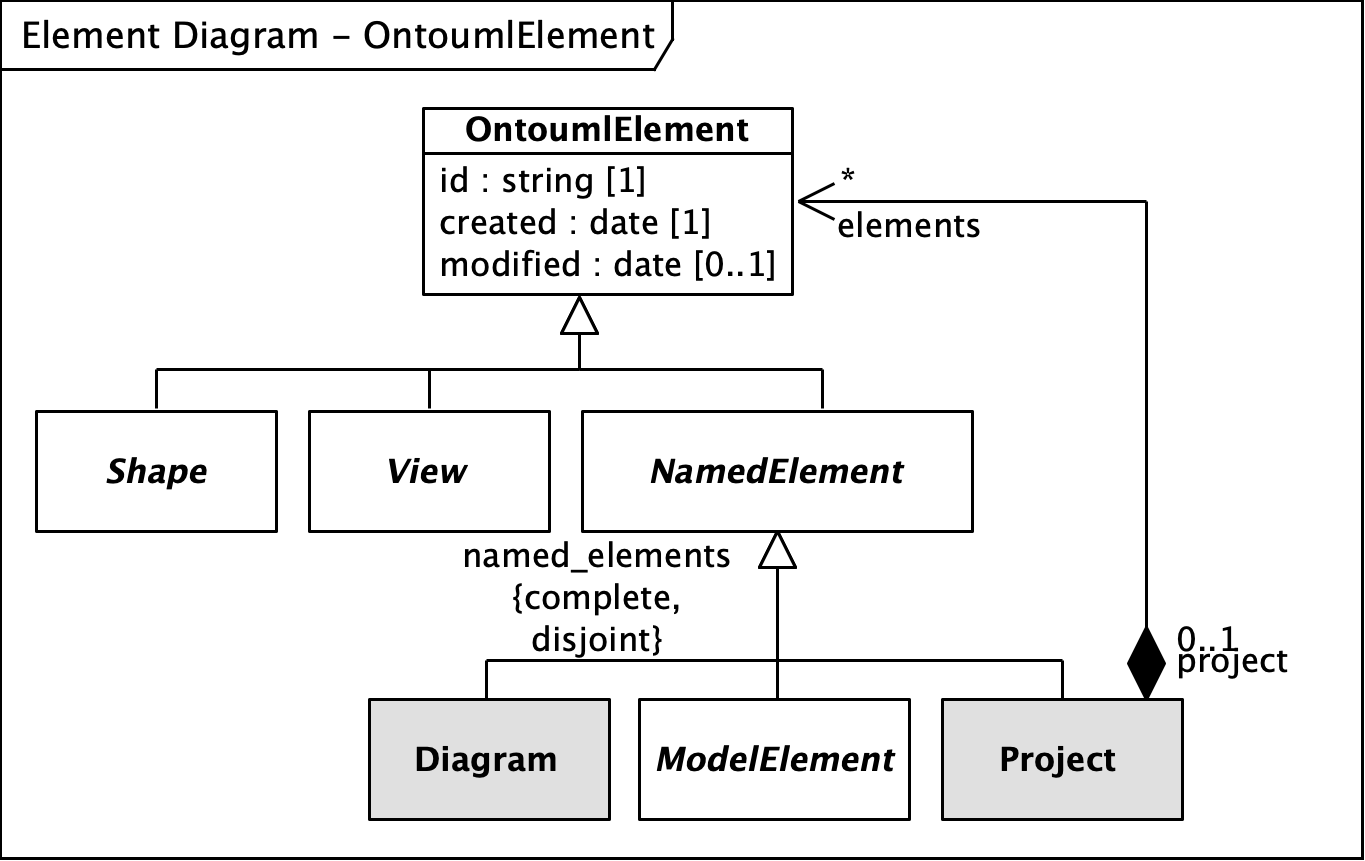 Element Diagram – OntoumlElement
OntoumlElement
id : string [1]
created : date [1]
modified : date [0..1]
*
elements
Shape
View
NamedElement
named_elements
{complete,
disjoint}
0..1
project
Diagram
ModelElement
Project